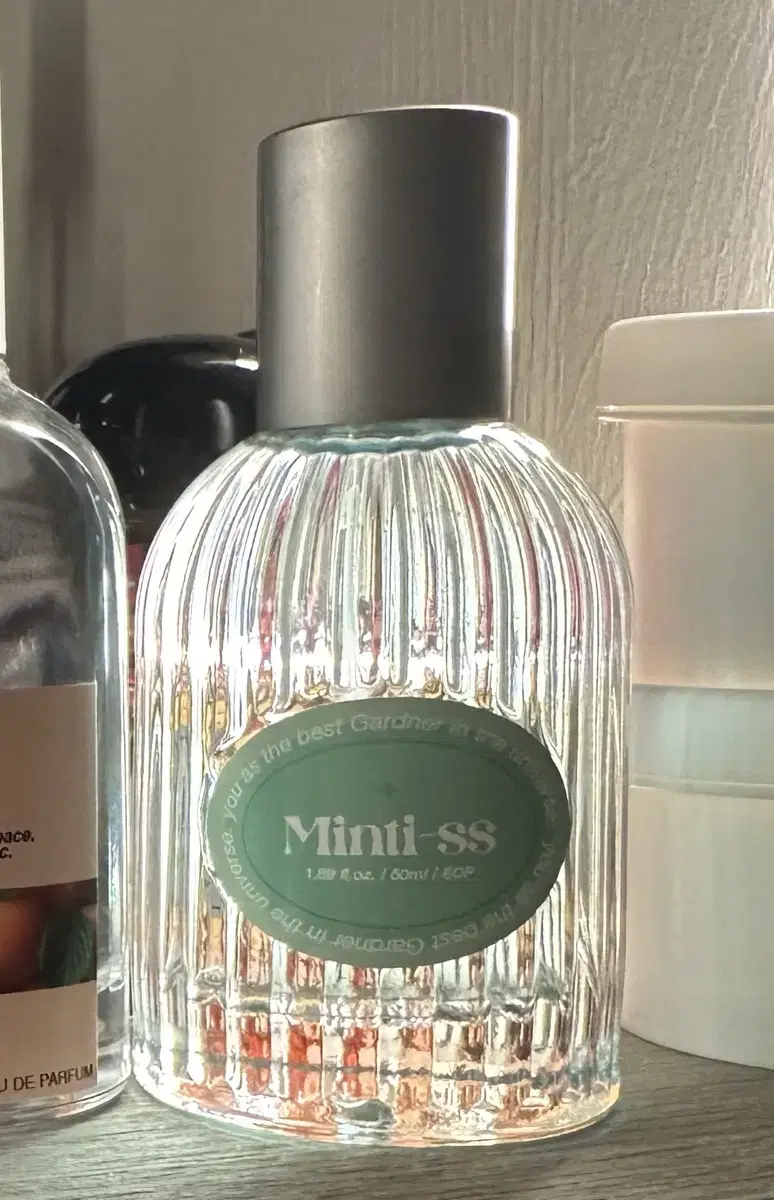 you as the best Gardner in the universe.
Minti-ss
1,69 fl oz. / 50ml / EDP
you as the best Gardner in the universe.
c.
U DE PARFUM